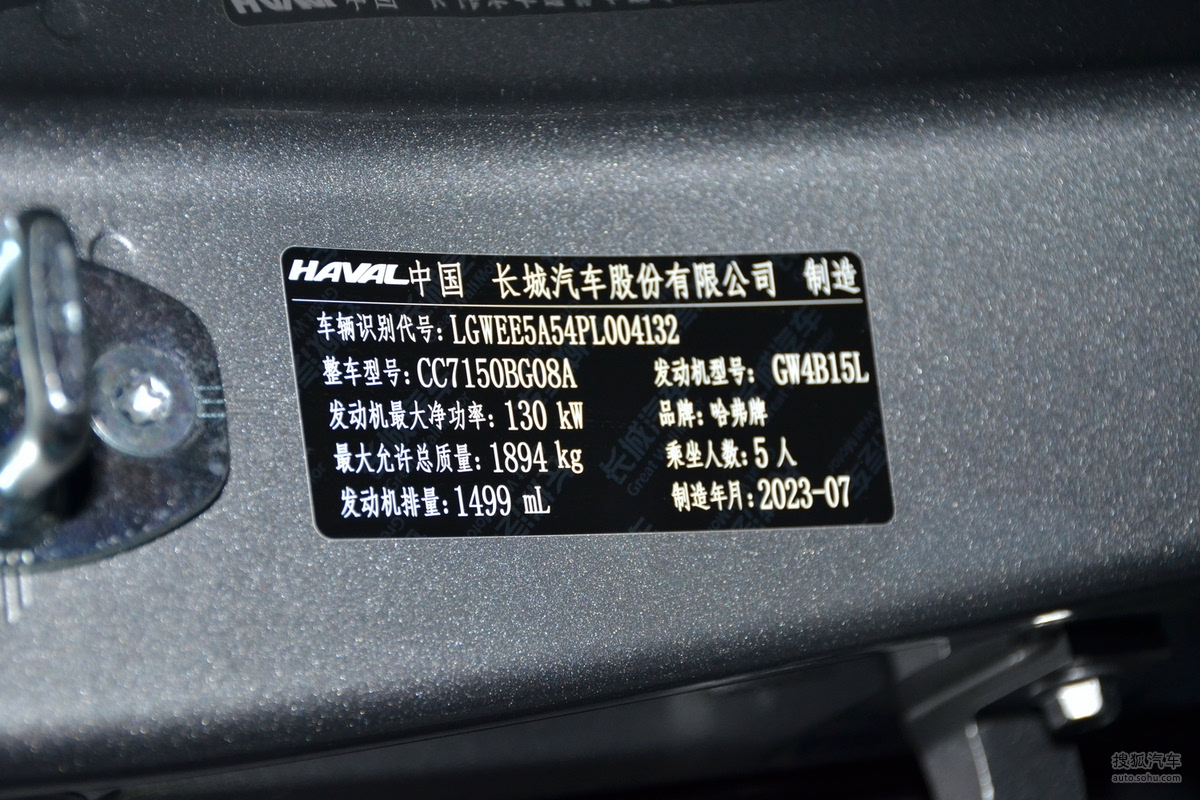 HAVAL中国 长城汽车股份有限公司 制造
车辆识别代号: LGWEE5A54PL004132
整车型号: CC7150BG08A 发动机型号: GW4B15L
发动机最大净功率: 130 kW 品牌: 哈弗牌
最大允许总质量: 1894 kg 乘坐人数: 5 人
发动机排量: 1499 mL 制造年月: 2023-07
搜狐汽车
auto.sohu.com